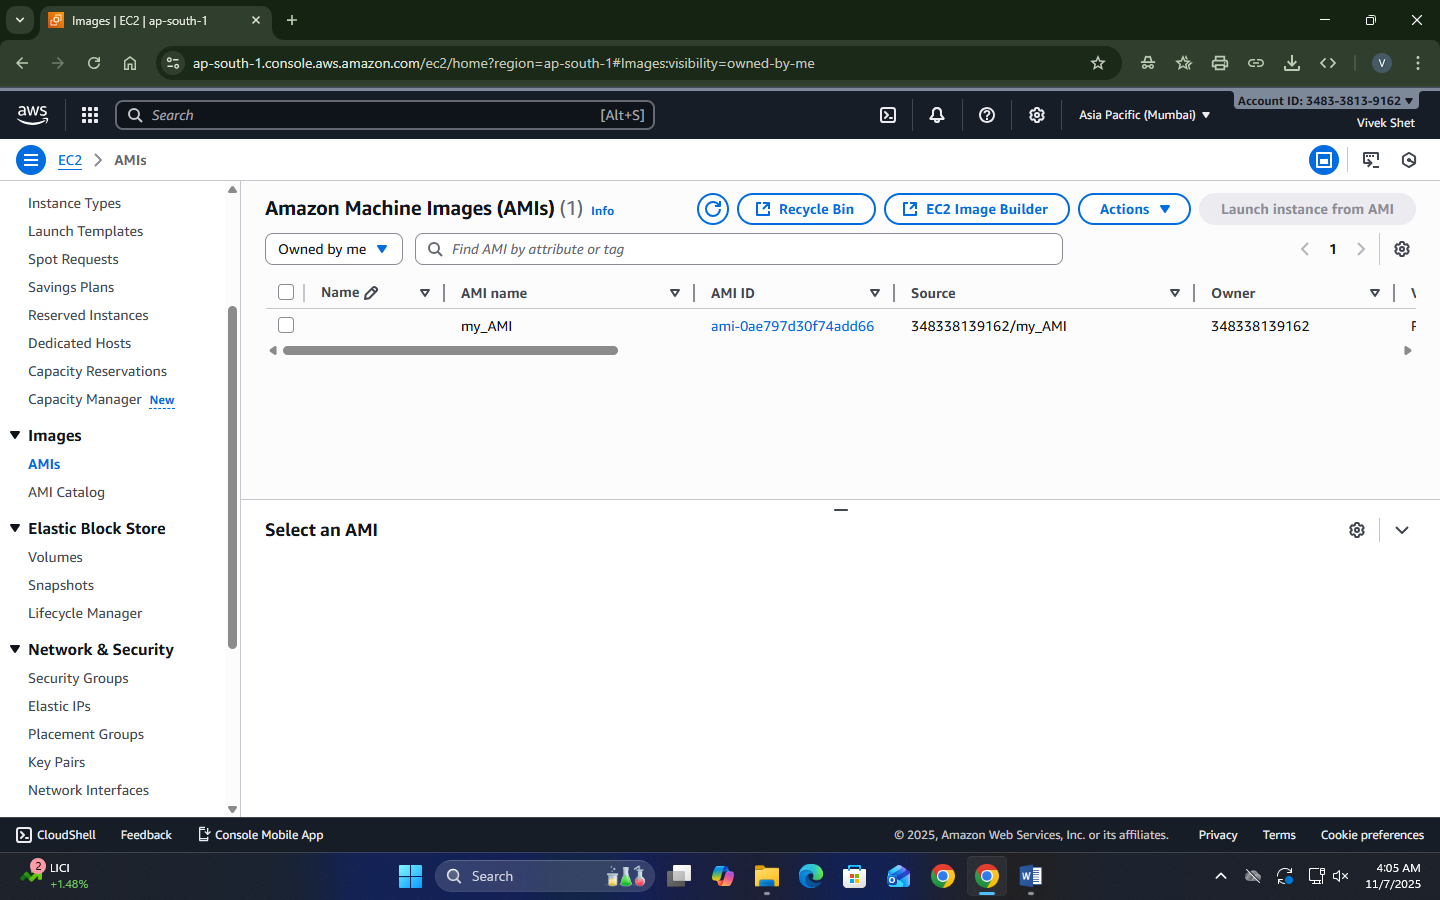 Images | EC2 | ap-south-1
ap-south-1.console.aws.amazon.com/ec2/home?region=ap-south-1#Images:visibility=owned-by-me
V
aws
Search [Alt+S]
Asia Pacific (Mumbai)
Account ID: 3483-3813-9162
Vivek Shet
EC2 > AMIs
Instance Types
Launch Templates
Spot Requests
Savings Plans
Reserved Instances
Dedicated Hosts
Capacity Reservations
Capacity Manager New
Images
AMIs
AMI Catalog
Elastic Block Store
Volumes
Snapshots
Lifecycle Manager
Network & Security
Security Groups
Elastic IPs
Placement Groups
Key Pairs
Network Interfaces
Amazon Machine Images (AMIs) (1) Info
Recycle Bin
EC2 Image Builder
Actions
Launch instance from AMI
Owned by me
Find AMI by attribute or tag
1
Name AMI name AMI ID Source Owner
my_AMI ami-0ae797d30f74add66 348338139162/my_AMI 348338139162
Select an AMI
CloudShell Feedback Console Mobile App
© 2025, Amazon Web Services, Inc. or its affiliates. Privacy Terms Cookie preferences
2
LICI
+1.48%
Search
4:05 AM
11/7/2025